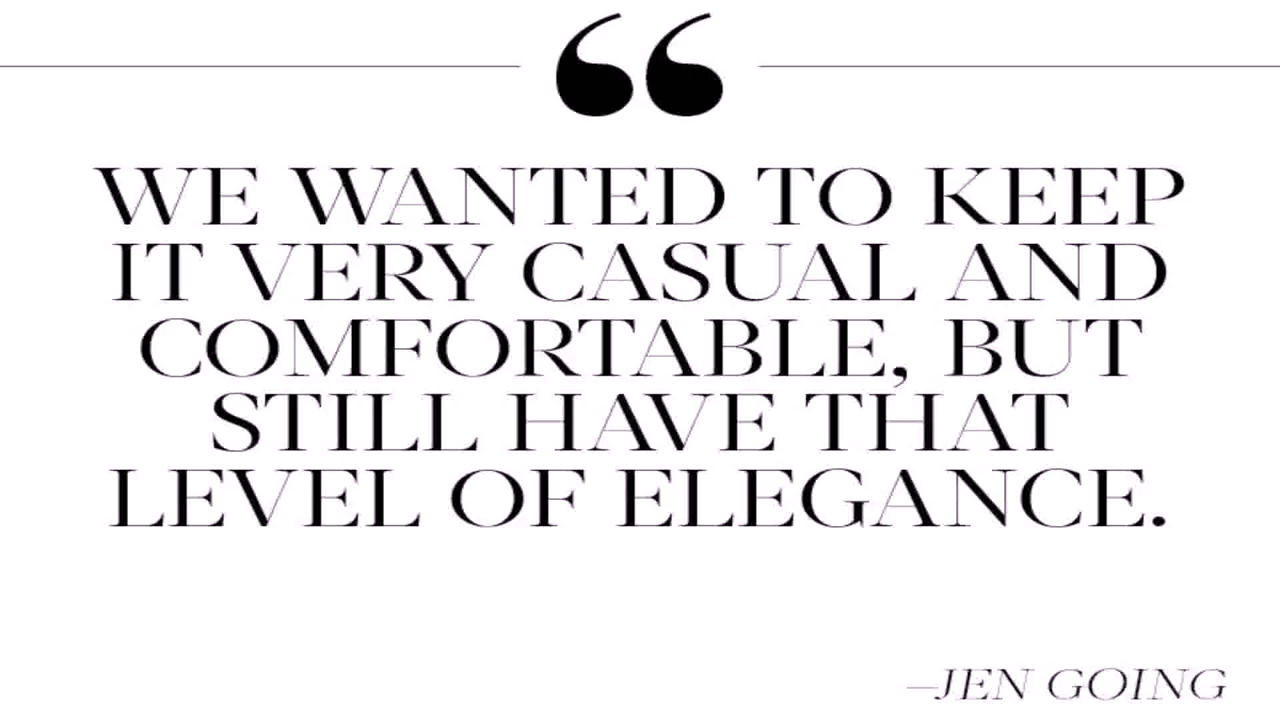 “
WE WANTED TO KEEP
IT VERY CASUAL AND
COMFORTABLE, BUT
STILL HAVE THAT
LEVEL OF ELEGANCE.
–JEN GOING